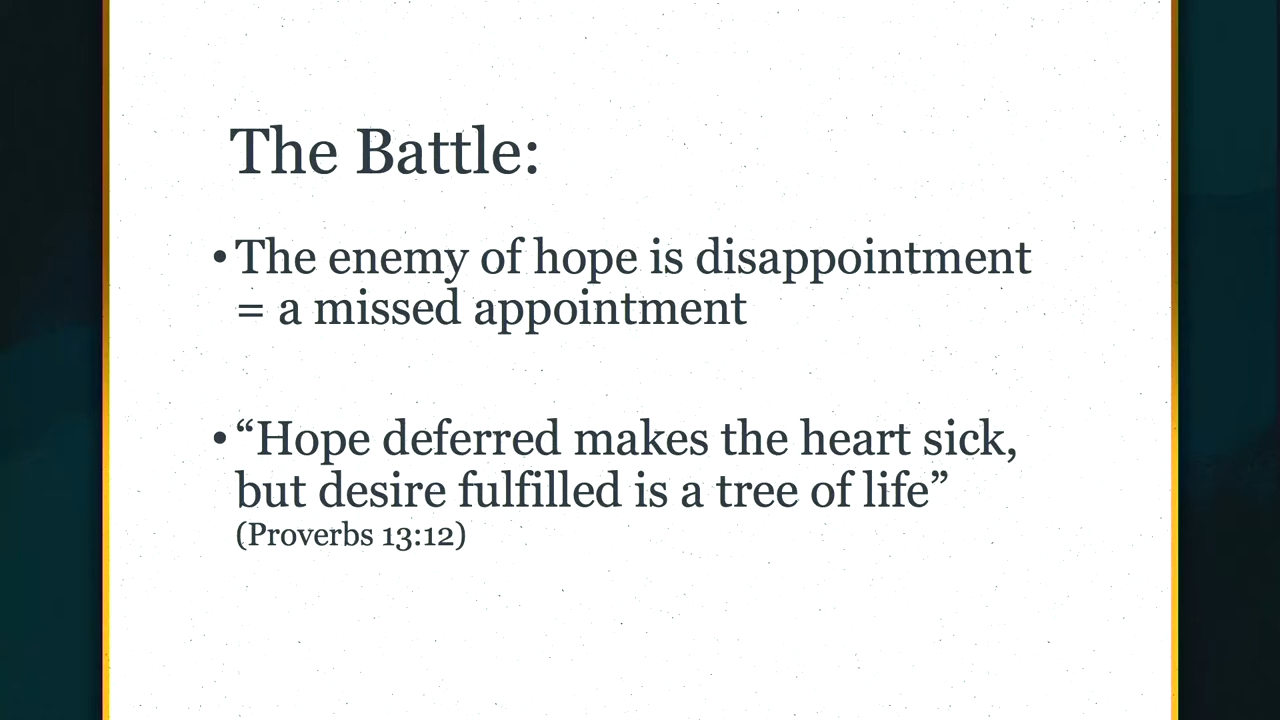 The Battle:
•The enemy of hope is disappointment
= a missed appointment
•“Hope deferred makes the heart sick,
but desire fulfilled is a tree of life”
(Proverbs 13:12)